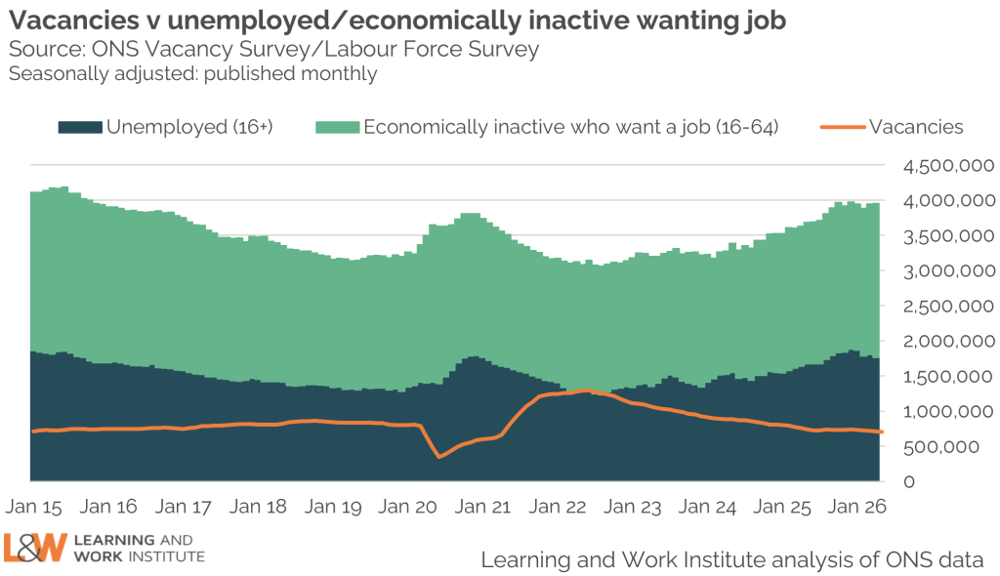 Vacancies v unemployed/economically inactive wanting job
Source: ONS Vacancy Survey/Labour Force Survey
Seasonally adjusted: published monthly
Unemployed (16+) Economically inactive who want a job (16-64) Vacancies
4,500,000
4,000,000
3,500,000
3,000,000
2,500,000
2,000,000
1,500,000
1,000,000
500,000
0
Jan 15 Jan 16 Jan 17 Jan 18 Jan 19 Jan 20 Jan 21 Jan 22 Jan 23 Jan 24 Jan 25 Jan 26
L&W LEARNING AND
WORK INSTITUTE
Learning and Work Institute analysis of ONS data